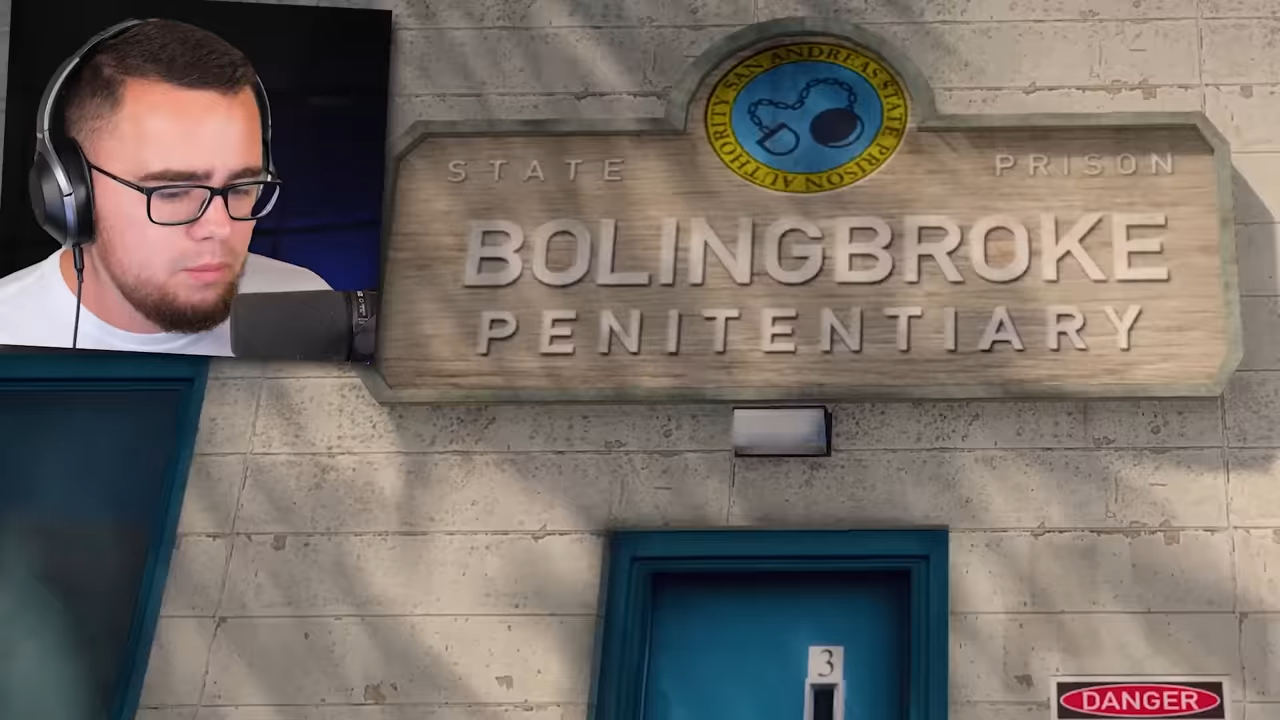 SAN ANDREAS STATE PRISON AUTHORITY
STATE PRISON
BOLINGBROKE
PENITENTIARY
3
DANGER